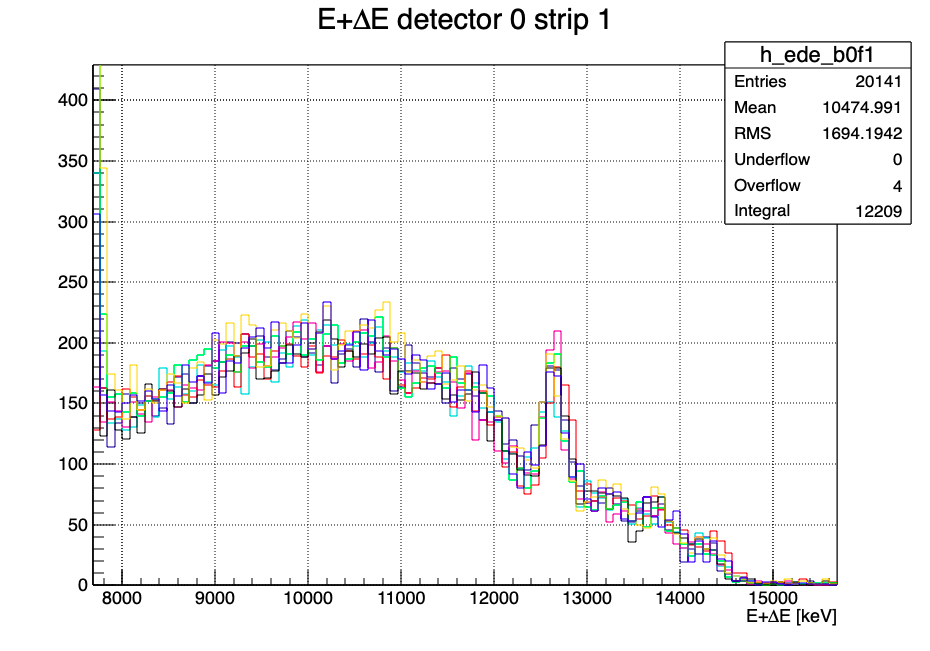 E+ΔE detector 0 strip 1
h_ede_b0f1
Entries 20141
Mean 10474.991
RMS 1694.1942
Underflow 0
Overflow 4
Integral 12209
400
350
300
250
200
150
100
50
0
8000 9000 10000 11000 12000 13000 14000 15000
E+ΔE [keV]